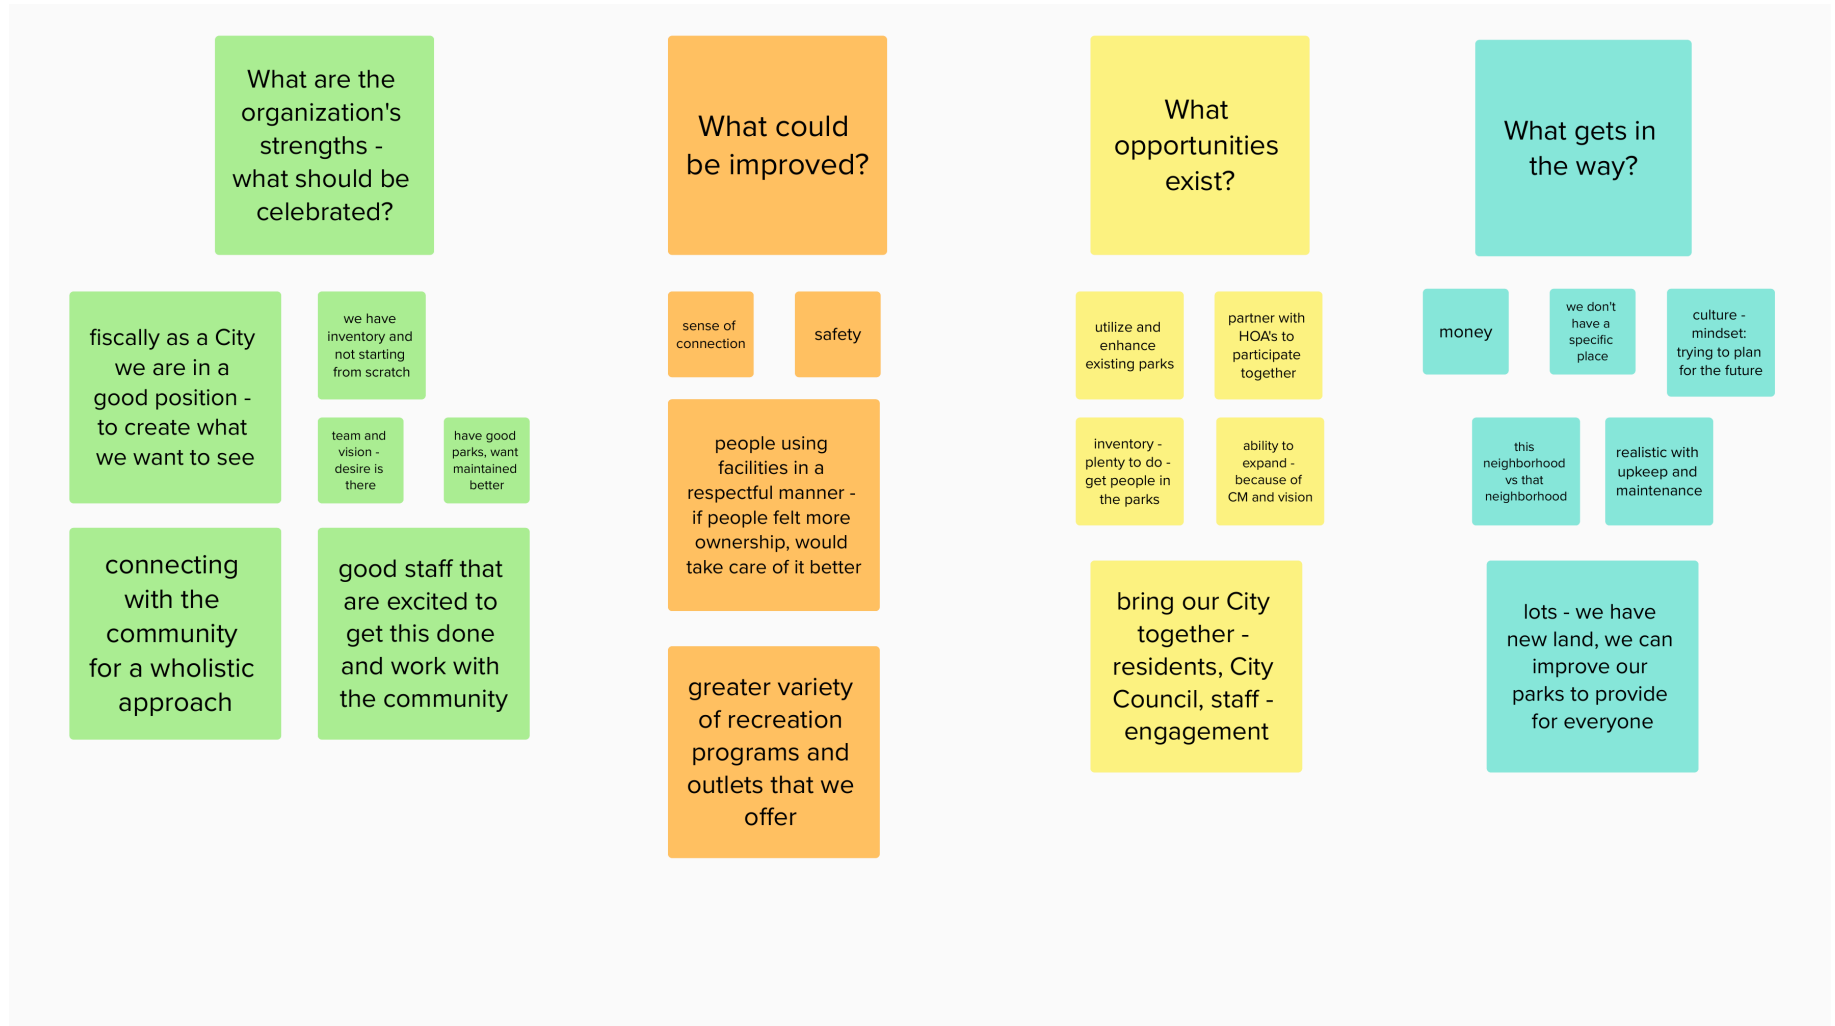 What are the
organization's
strengths -
what should be
celebrated?
fiscally as a City
we are in a
good position -
to create what
we want to see
we have
inventory and
not starting
from scratch
team and
vision -
desire is
there
have good
parks, want
maintained
better
connecting
with the
community
for a wholistic
approach
good staff that
are excited to
get this done
and work with
the community
What could
be improved?
sense of
connection
safety
people using
facilities in a
respectful manner -
if people felt more
ownership, would
take care of it better
greater variety
of recreation
programs and
outlets that we
offer
What
opportunities
exist?
utilize and
enhance
existing parks
partner with
HOA's to
participate
together
inventory -
plenty to do -
get people in
the parks
ability to
expand -
because of
CM and vision
bring our City
together -
residents, City
Council, staff -
engagement
What gets in
the way?
money
we don't
have a
specific
place
culture -
mindset:
trying to plan
for the future
this
neighborhood
vs that
neighborhood
realistic with
upkeep and
maintenance
lots - we have
new land, we can
improve our
parks to provide
for everyone